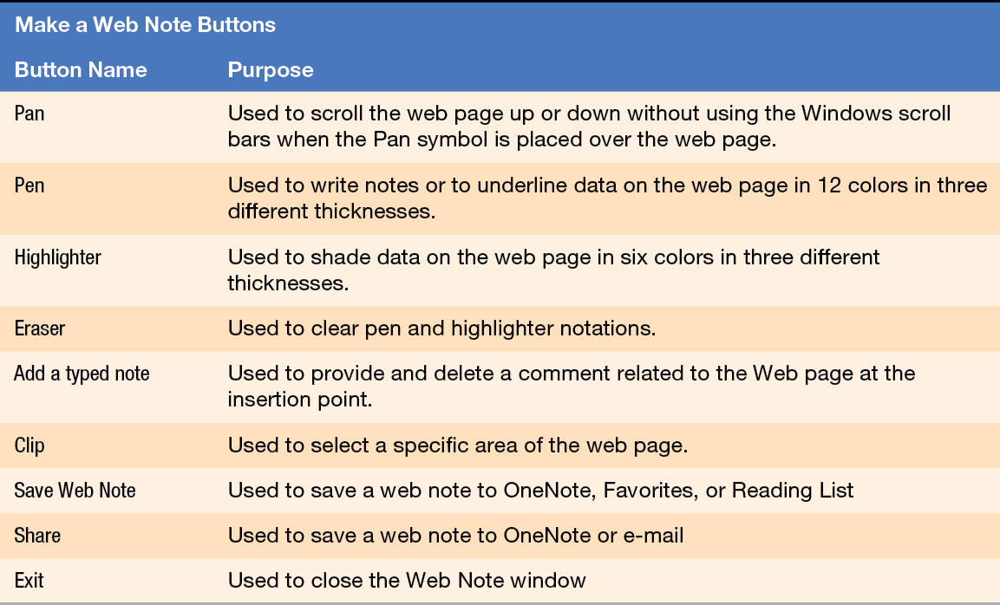 Make a Web Note Buttons
Button Name Purpose
Pan Used to scroll the web page up or down without using the Windows scroll
bars when the Pan symbol is placed over the web page.
Pen Used to write notes or to underline data on the web page in 12 colors in three
different thicknesses.
Highlighter Used to shade data on the web page in six colors in three different
thicknesses.
Eraser Used to clear pen and highlighter notations.
Add a typed note Used to provide and delete a comment related to the Web page at the
insertion point.
Clip Used to select a specific area of the web page.
Save Web Note Used to save a web note to OneNote, Favorites, or Reading List
Share Used to save a web note to OneNote or e-mail
Exit Used to close the Web Note window